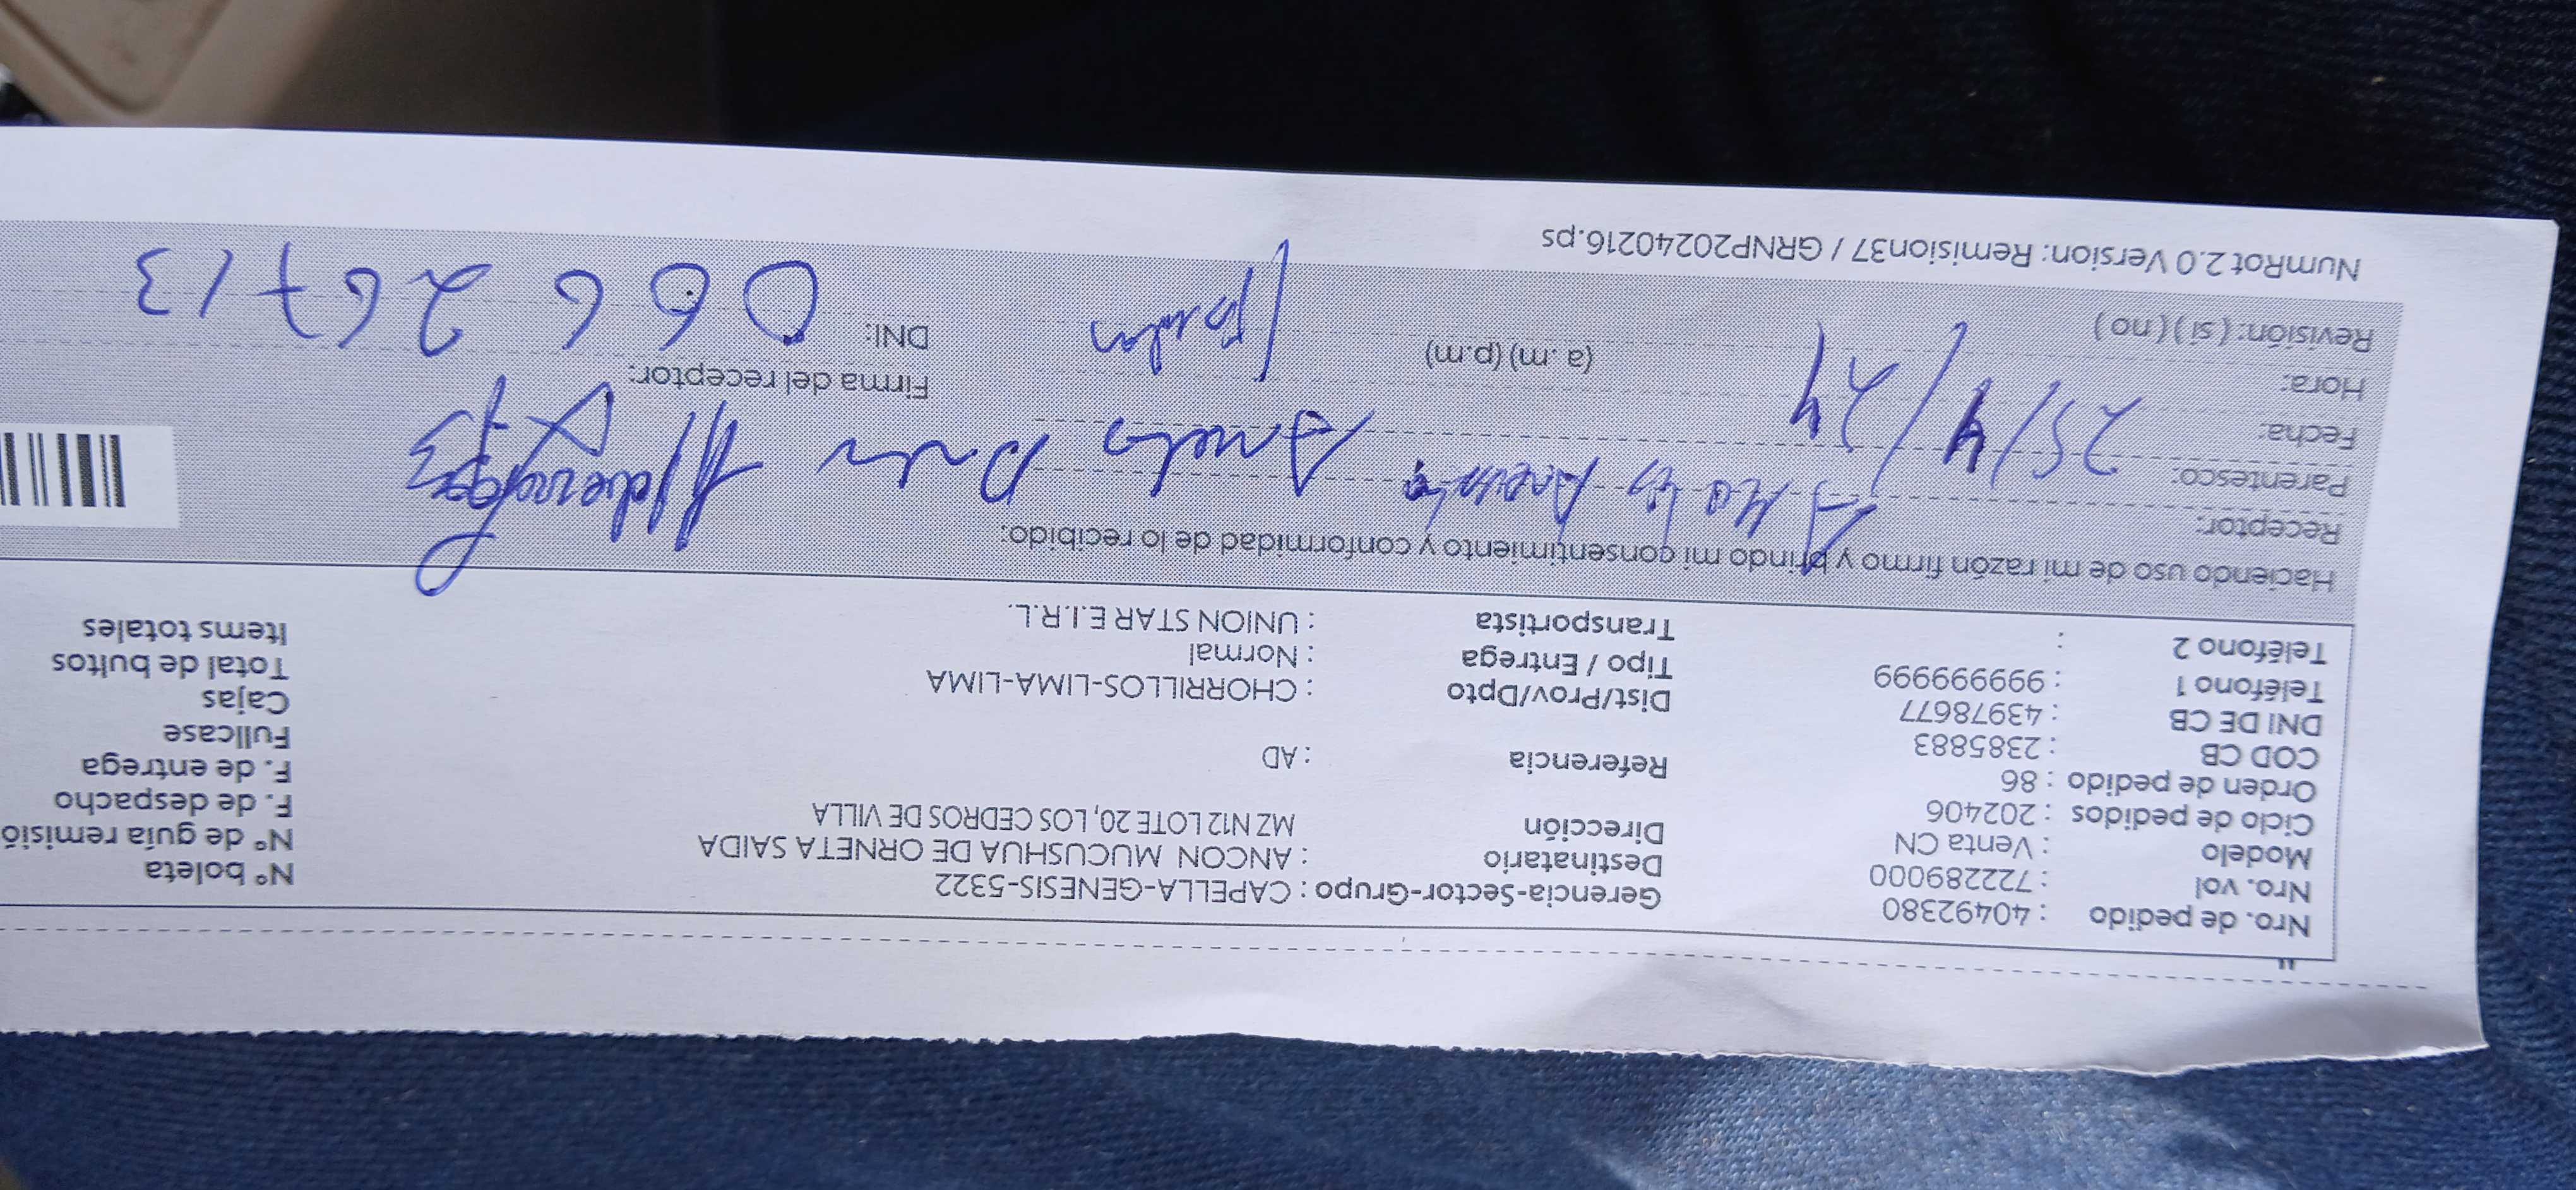 Nro. de pedido : 40492380 Gerencia-Sector-Grupo : CAPELLA-GENESIS-5322 N° boleta
Nro. vol : 722289000 Destinatario : ANCON MUCUSHUA DE ORNETA SAIDA N° de guía remisió
Modelo : Venta CN Dirección MZ N12 LOTE 20, LOS CEDROS DE VILLA F. de despacho
Ciclo de pedidos : 202406 F. de entrega
Orden de pedido : 86 Referencia : AD Fullcase
COD CB : 2385883 Cajas
DNI DE CB : 43978677 Dist/Prov/Dpto : CHORRILLOS-LIMA-LIMA Total de bultos
Teléfono 1 : 999999999 Tipo / Entrega : Normal Items totales
Teléfono 2 : Transportista : UNION STAR E.I.R.L.
Haciendo uso de mi razón firmo y brindo mi consentimiento y conformidad de lo recibido:
Receptor:
Parentesco:
Fecha: 25/4/24
Hora: (a.m) (p.m) Firma del receptor:
Revisión: ( si ) ( no ) DNI: 06626713
NumRot 2.0 Version: Remision37 / GRNP20240216.ps